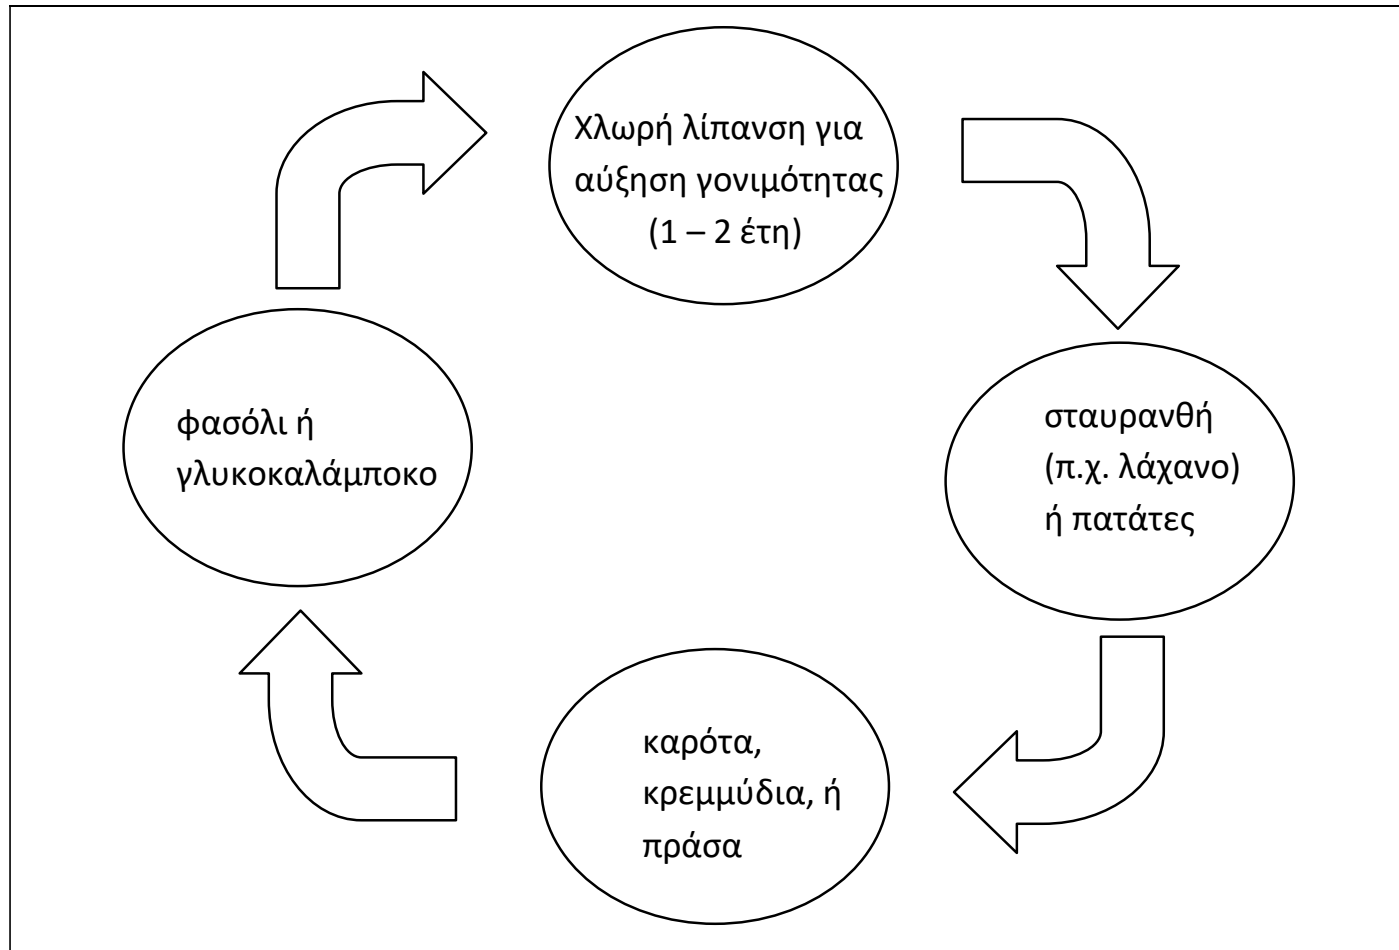 Χλωρή λίπανση για
αύξηση γονιμότητας
(1 – 2 έτη)
φασόλι ή
γλυκοκαλάμποκο
σταυρανθή
(π.χ. λάχανο)
ή πατάτες
καρότα,
κρεμμύδια, ή
πράσα